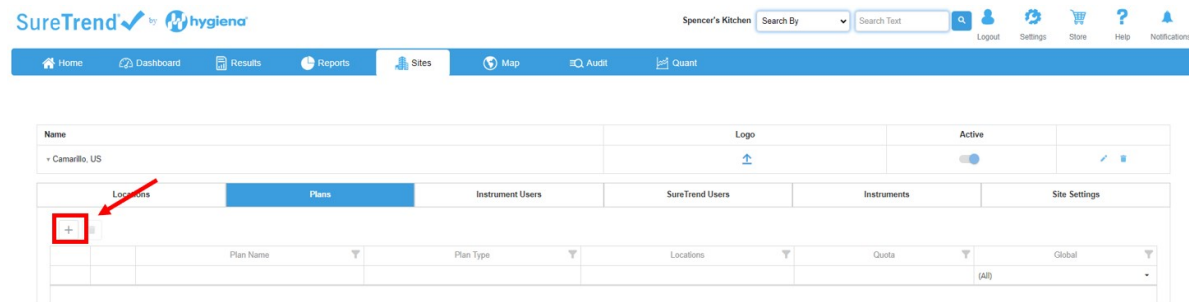 SureTrend by hygiena
Spencer's Kitchen Search By Search Text
Logout Settings Store Help Notifications
Home Dashboard Results Reports Sites Map Audit Quant
Name Logo Active
Camarillo, US
Locations Plans Instrument Users SureTrend Users Instruments Site Settings
+
Plan Name Plan Type Locations Quota Global
(All)